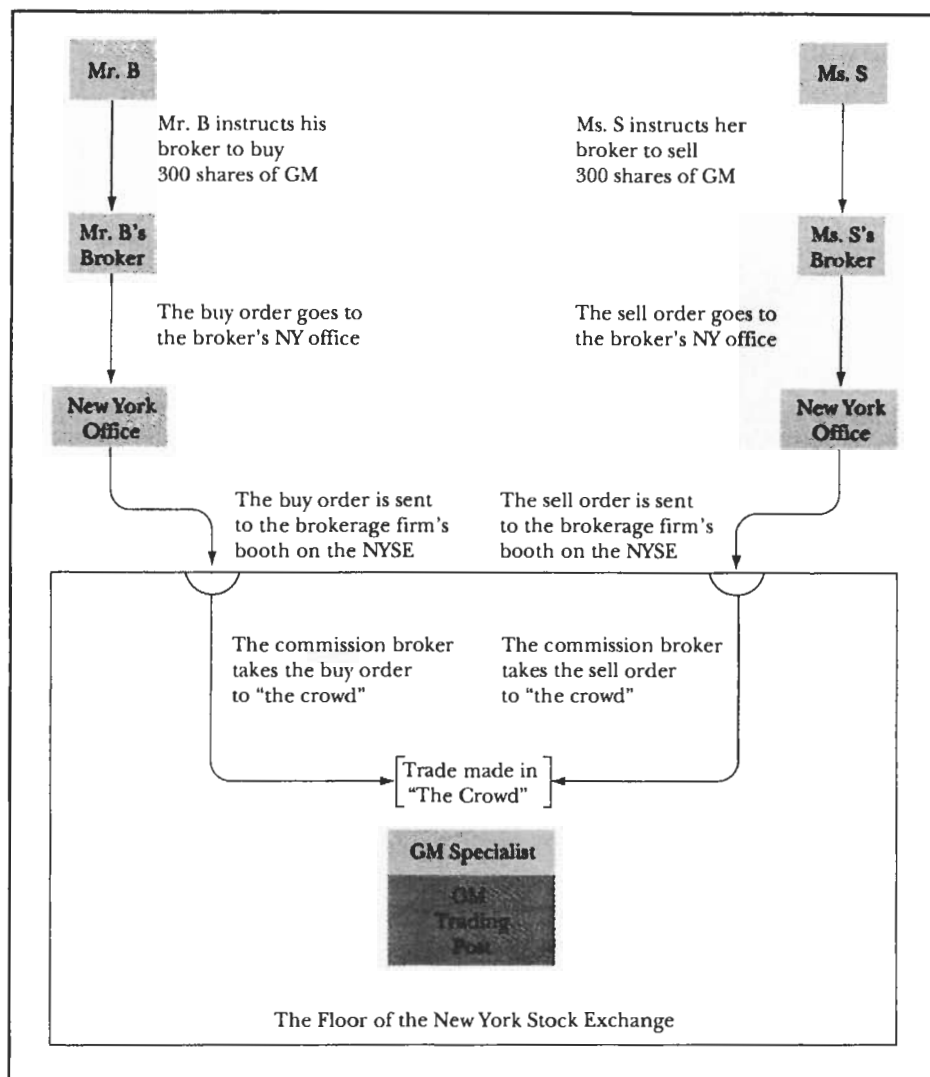 Mr. B
Ms. S
Mr. B instructs his
broker to buy
300 shares of GM
Ms. S instructs her
broker to sell
300 shares of GM
Mr. B's
Broker
Ms. S's
Broker
The buy order goes to
the broker's NY office
The sell order goes to
the broker's NY office
New York
Office
New York
Office
The buy order is sent
to the brokerage firm's
booth on the NYSE
The sell order is sent
to the brokerage firm's
booth on the NYSE
The commission broker
takes the buy order
to “the crowd”
The commission broker
takes the sell order
to “the crowd”
Trade made in
“The Crowd”
GM Specialist
GM
Trading
Post
The Floor of the New York Stock Exchange